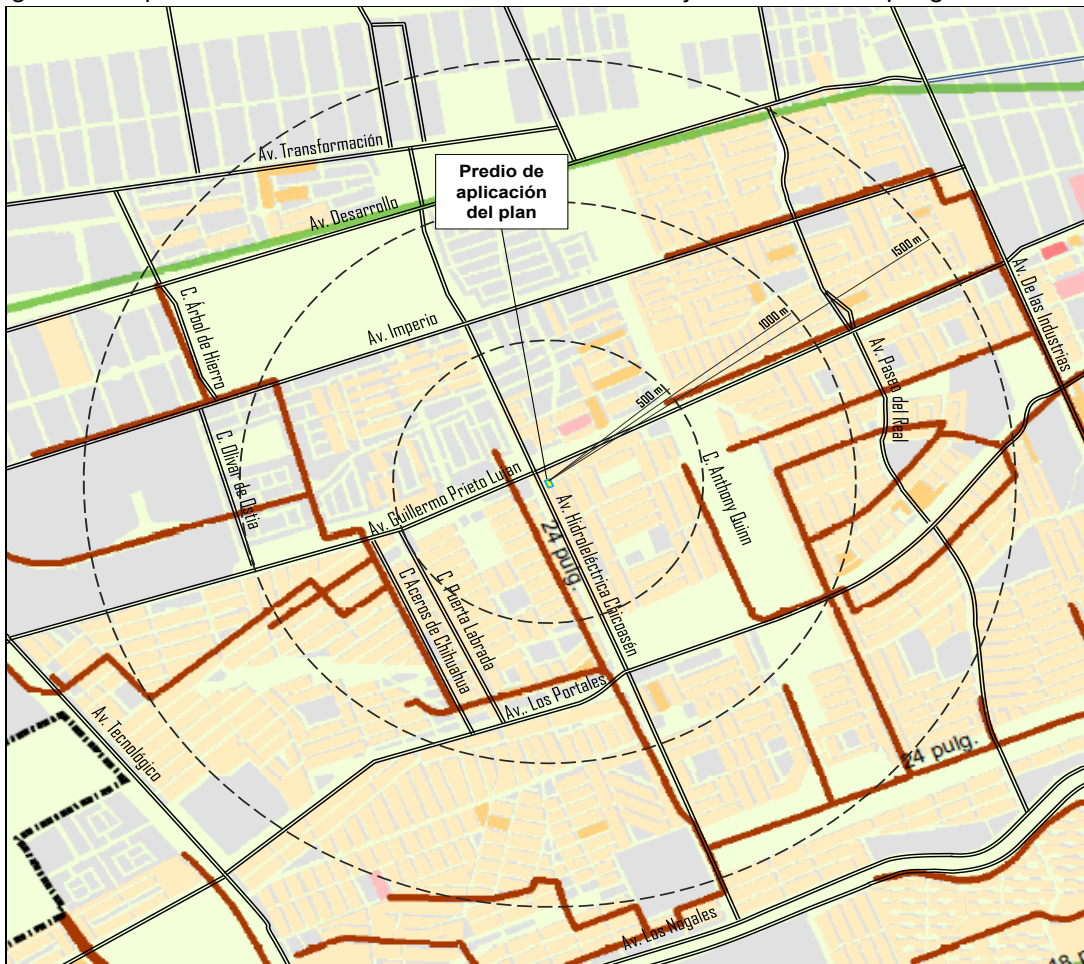 Av. Transformación
Predio de
aplicación
del plan
Av. Desarrollo
1500 m
Av. De las Industrias
C. Árbol de Hierro
Av. Imperio
1000 m
Av. Paseo del Real
500 m
C. Olivar de Ostia
Av. Guillermo Prieto Lujan
C. Anthony Quinn
Av. Hidroleléctrica Chicoasén
24 pulg.
C. Puerta Labrada
C Aceros de Chihuahua
Av.. Los Portales
Av. Tecnológico
24 pulg.
Av. Los Nogales